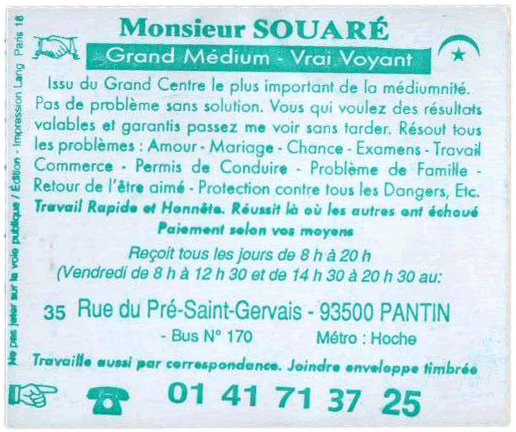 Monsieur SOUARÉ
Grand Médium - Vrai Voyant
Issu du Grand Centre le plus important de la médiumnité.
Pas de problème sans solution. Vous qui voulez des résultats
valables et garantis passez me voir sans tarder. Résout tous
les problèmes : Amour - Mariage - Chance - Examens - Travail
Commerce - Permis de Conduire - Problème de Famille -
Retour de l'être aimé - Protection contre tous les Dangers, Etc.
Travail Rapide et Honnête. Réussit là où les autres ont échoué
Paiement selon vos moyens
Reçoit tous les jours de 8 h à 20 h
(Vendredi de 8 h à 12 h 30 et de 14 h 30 à 20 h 30 au:
35 Rue du Pré-Saint-Gervais - 93500 PANTIN
- Bus N° 170 Métro : Hoche
Travaille aussi par correspondance. Joindre enveloppe timbrée
01 41 71 37 25
Ne pas jeter sur la voie publique / Édition - Impression Lang Paris 18